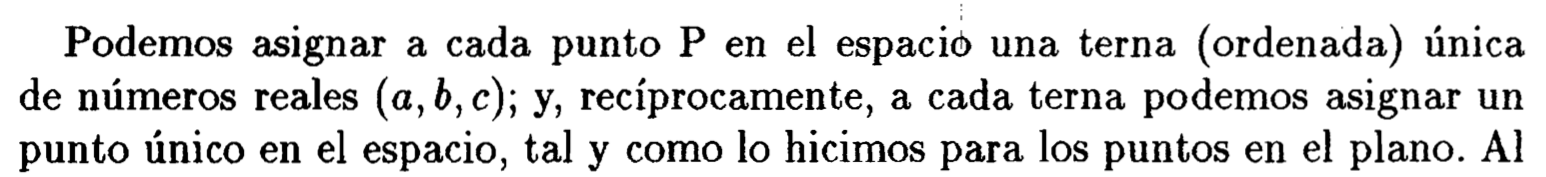 Podemos asignar a cada punto P en el espacio una terna (ordenada) única
de números reales (a, b, c); y, recíprocamente, a cada terna podemos asignar un
punto único en el espacio, tal y como lo hicimos para los puntos en el plano. Al